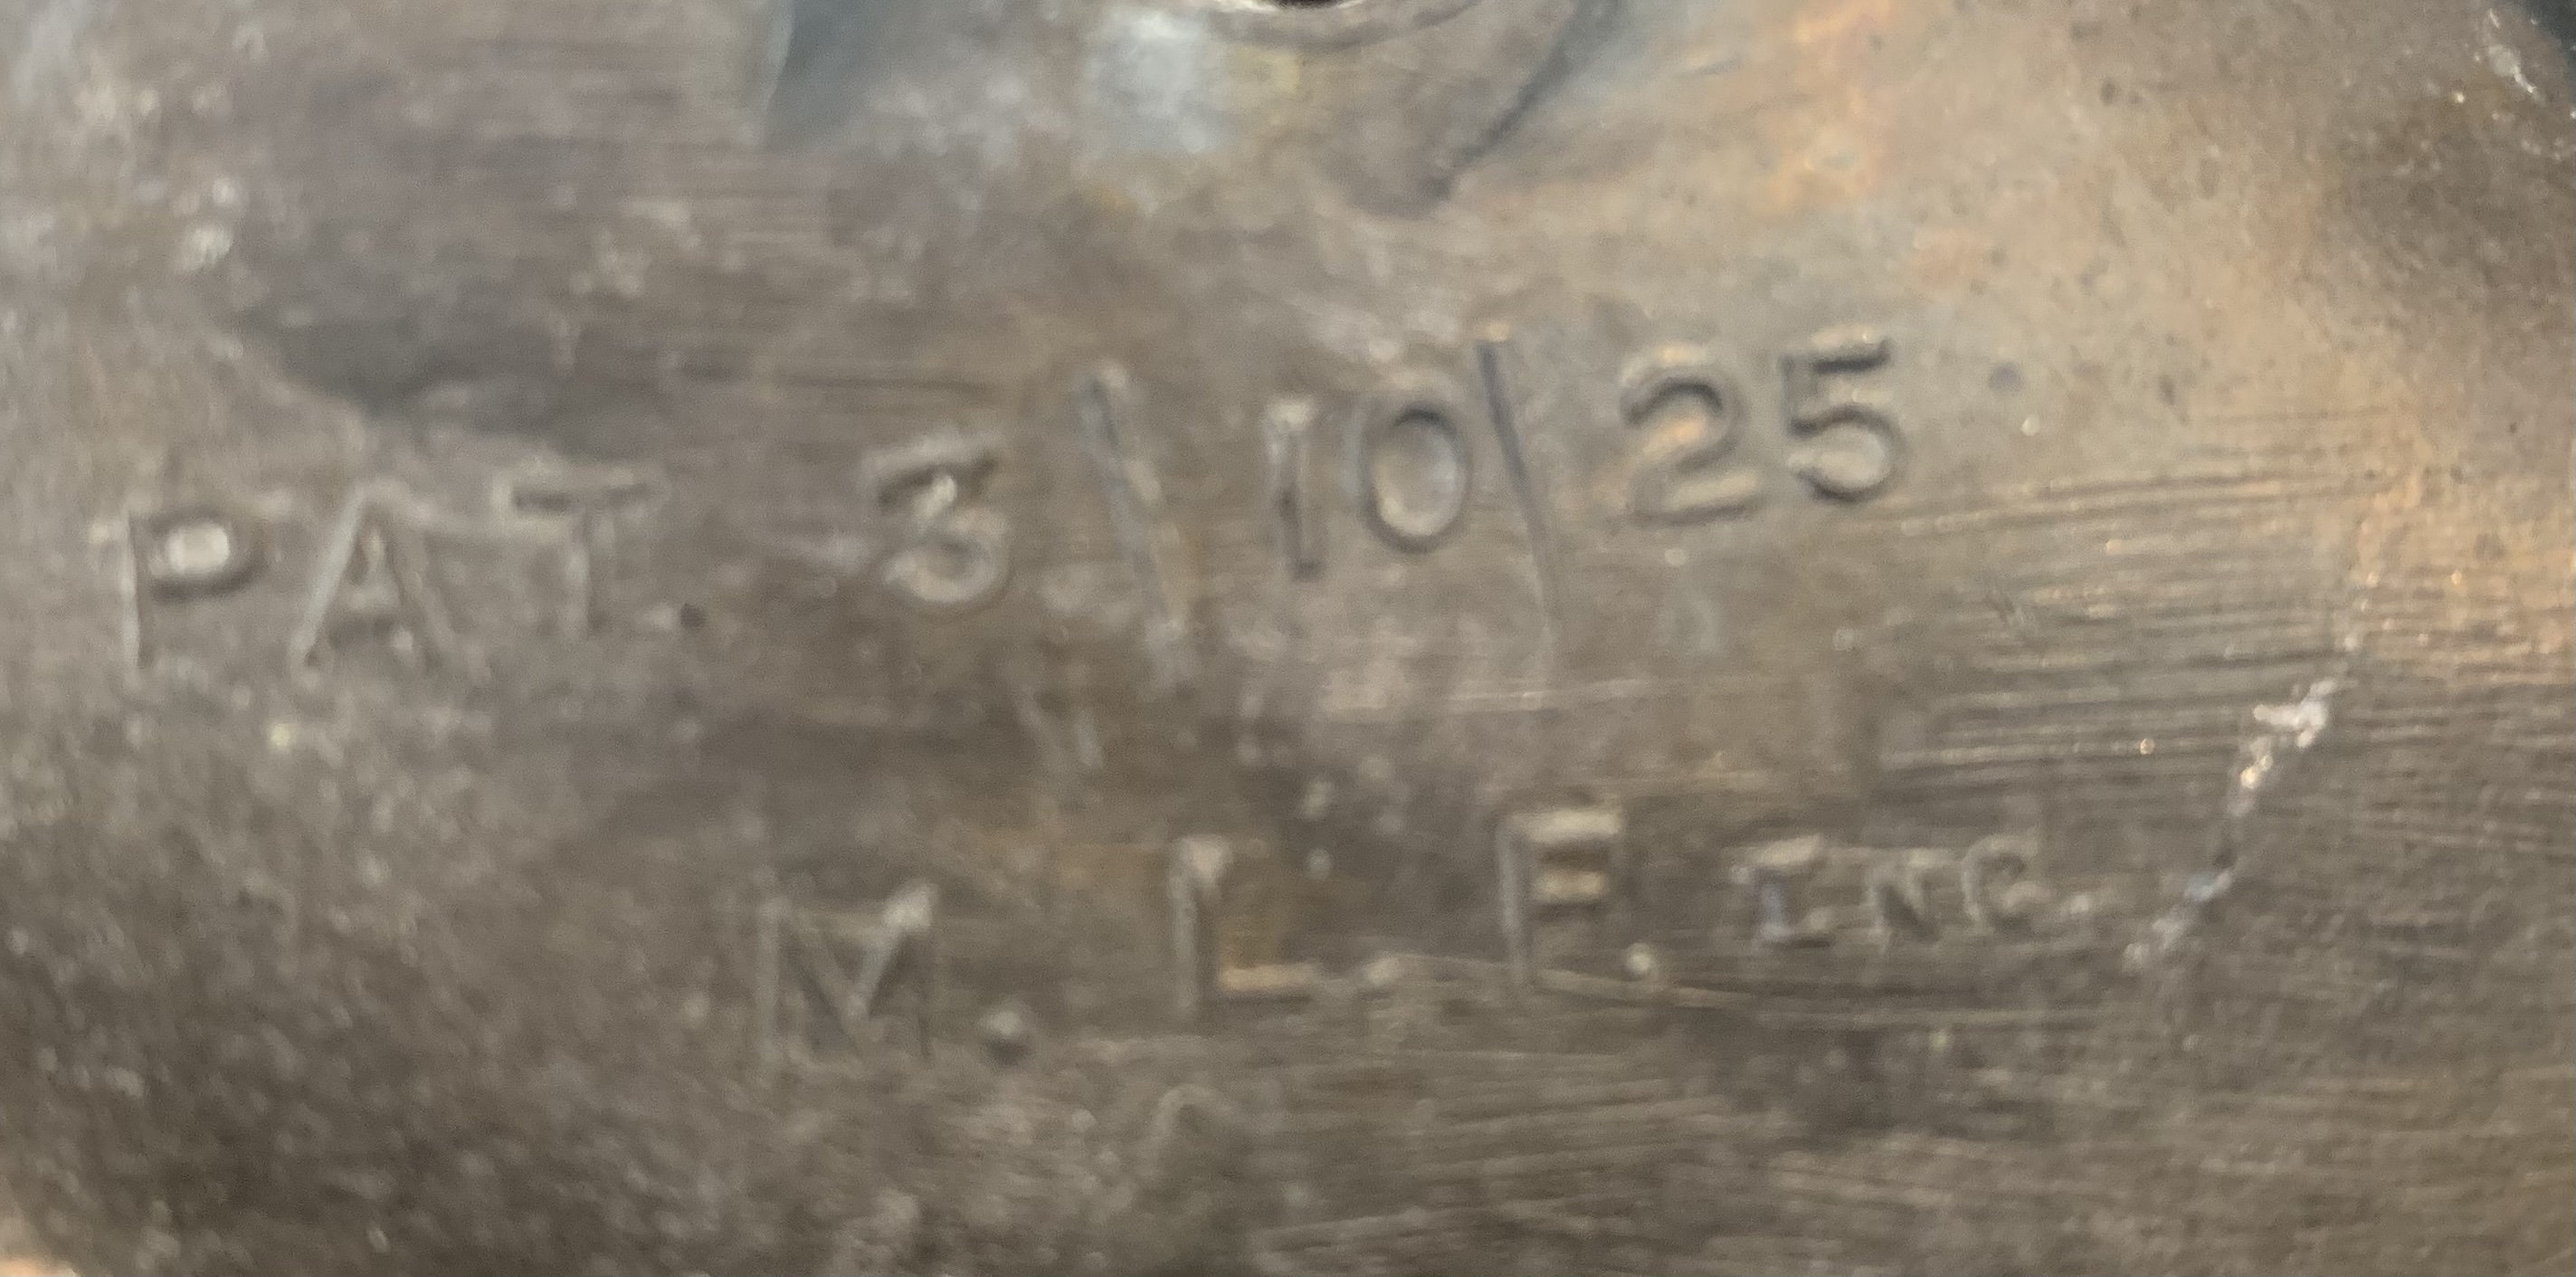 PAT. 3/10/25
M. L. F. INC.